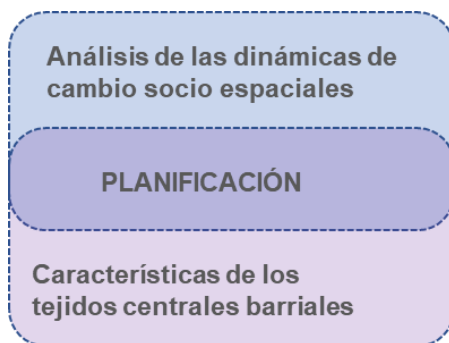 Análisis de las dinámicas de
cambio socio espaciales
PLANIFICACIÓN
Características de los
tejidos centrales barriales